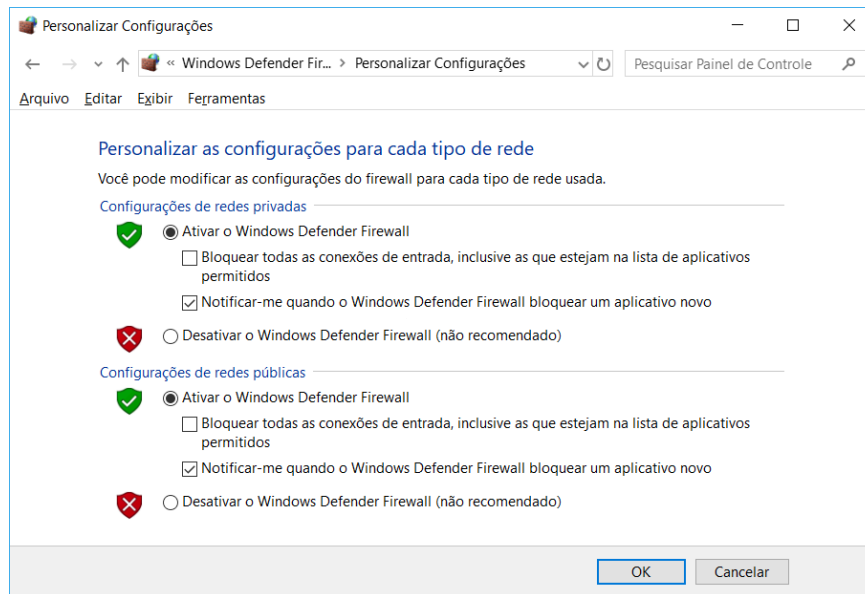 Personalizar Configurações
« Windows Defender Fir... > Personalizar Configurações
Pesquisar Painel de Controle
Arquivo Editar Exibir Ferramentas
Personalizar as configurações para cada tipo de rede
Você pode modificar as configurações do firewall para cada tipo de rede usada.
Configurações de redes privadas
Ativar o Windows Defender Firewall
Bloquear todas as conexões de entrada, inclusive as que estejam na lista de aplicativos
permitidos
Notificar-me quando o Windows Defender Firewall bloquear um aplicativo novo
Desativar o Windows Defender Firewall (não recomendado)
Configurações de redes públicas
Ativar o Windows Defender Firewall
Bloquear todas as conexões de entrada, inclusive as que estejam na lista de aplicativos
permitidos
Notificar-me quando o Windows Defender Firewall bloquear um aplicativo novo
Desativar o Windows Defender Firewall (não recomendado)
OK Cancelar